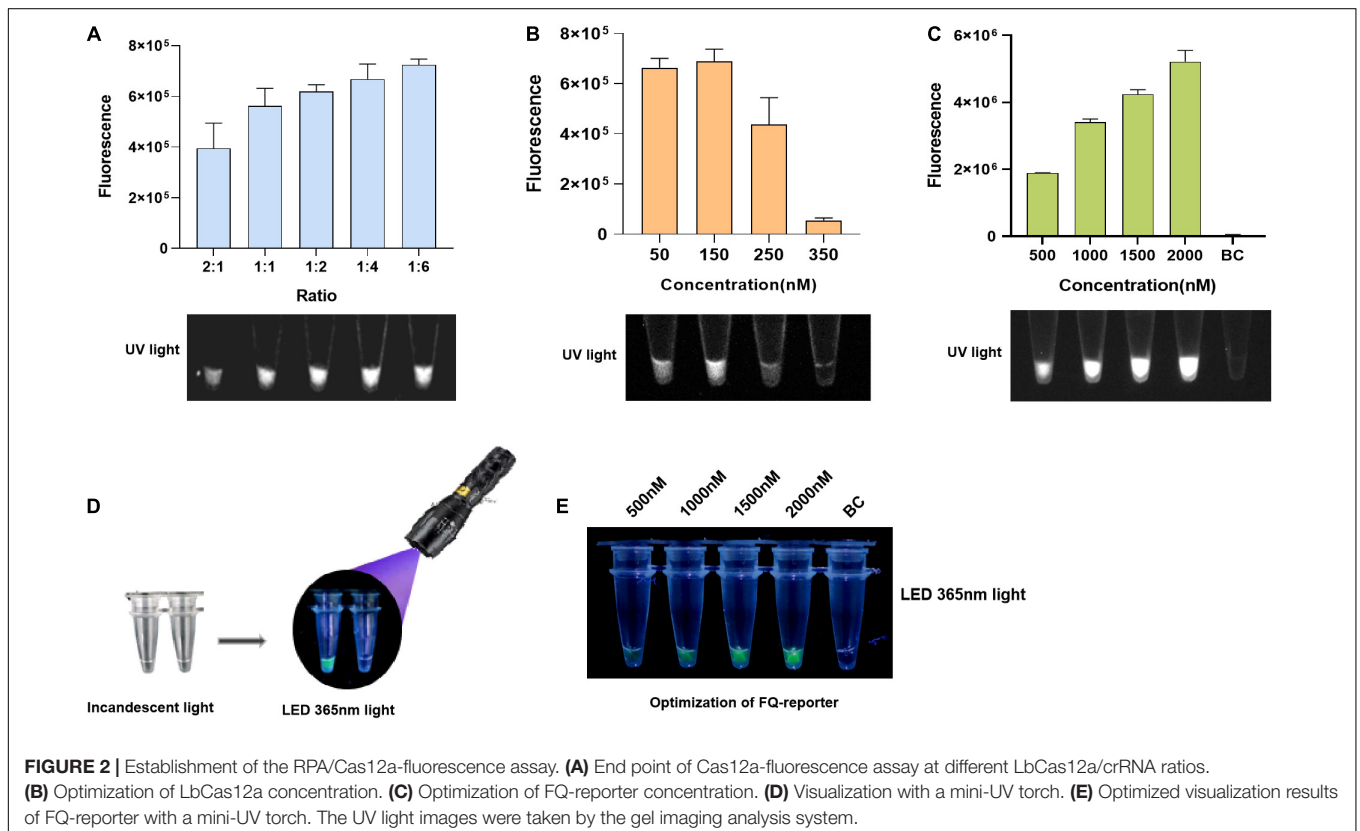 A
8×10⁵
6×10⁵
4×10⁵
2×10⁵
0
Fluorescence
2:1 1:1 1:2 1:4 1:6
Ratio
UV light
B
8×10⁵
6×10⁵
4×10⁵
2×10⁵
0
Fluorescence
50 150 250 350
Concentration(nM)
UV light
C
6×10⁶
4×10⁶
2×10⁶
0
Fluorescence
500 1000 1500 2000 BC
Concentration(nM)
UV light
D
Incandescent light
LED 365nm light
E
500nM 1000nM 1500nM 2000nM BC
LED 365nm light
Optimization of FQ-reporter
FIGURE 2 | Establishment of the RPA/Cas12a-fluorescence assay. (A) End point of Cas12a-fluorescence assay at different LbCas12a/crRNA ratios.
(B) Optimization of LbCas12a concentration. (C) Optimization of FQ-reporter concentration. (D) Visualization with a mini-UV torch. (E) Optimized visualization results
of FQ-reporter with a mini-UV torch. The UV light images were taken by the gel imaging analysis system.